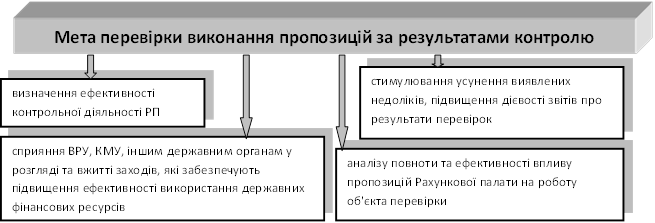 Мета перевірки виконання пропозицій за результатами контролю
визначення ефективності
контрольної діяльності РП
стимулювання усунення виявлених
недоліків, підвищення дієвості звітів про
результати перевірок
сприяння ВРУ, КМУ, іншим державним органам у
розгляді та вжитті заходів, які забезпечують
підвищення ефективності використання державних
фінансових ресурсів
аналізу повноти та ефективності впливу
пропозицій Рахункової палати на роботу
об'єкта перевірки